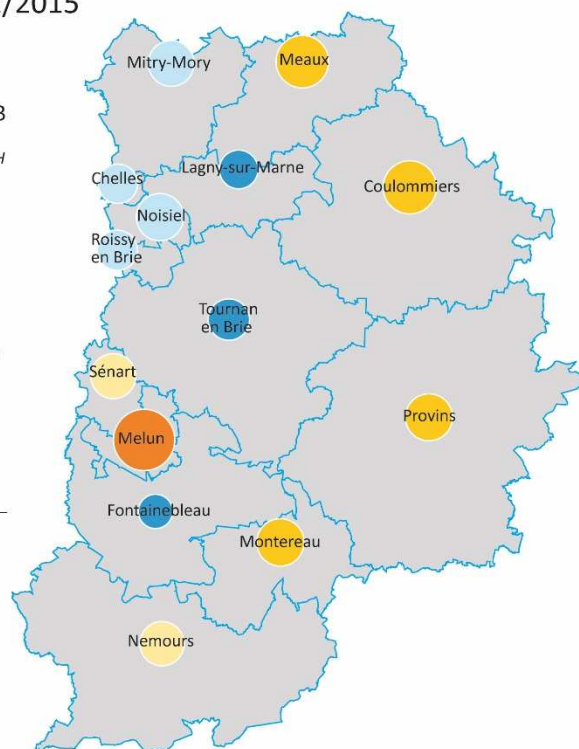 /2015
Mitry-Mory
Meaux
3
H
Chelles
Lagny-sur-Marne
Coulommiers
Noisiel
Roissy
en Brie
Tournan
en Brie
Sénart
Provins
Melun
Fontainebleau
Montereau
Nemours